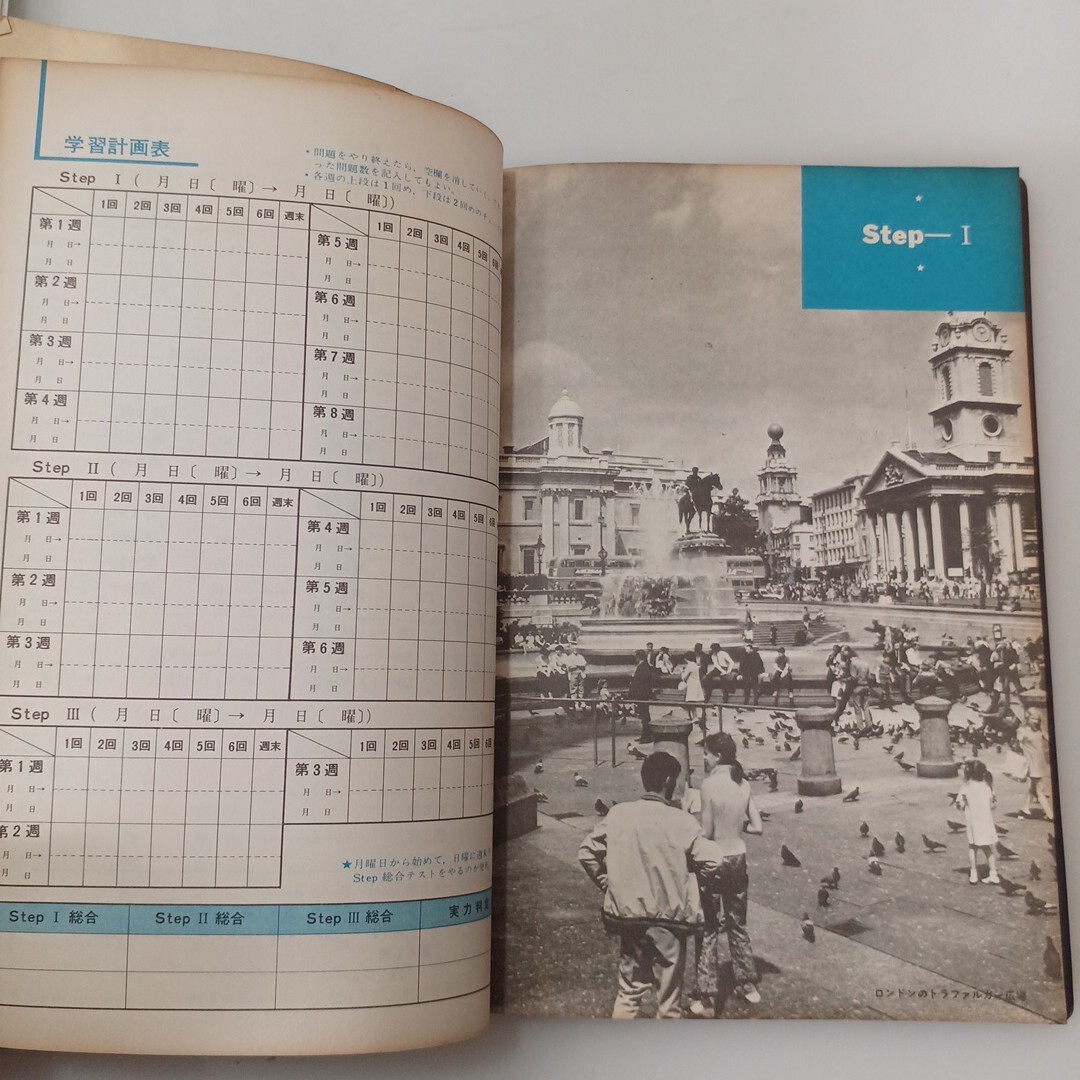 学習計画表
★問題をやり終えたら，空欄を消していく。
った問題数を記入してもよい。
★各週の上段は1回め，下段は2回めの
Step Ⅰ ( 月 日〔 曜〕→ 月 日〔 曜〕)
1回 2回 3回 4回 5回 6回 週末
第1週
月 日→
月 日
第2週
月 日→
月 日
第3週
月 日→
月 日
第4週
月 日→
月 日
1回 2回 3回 4回 5回
第5週
月 日→
月 日
第6週
月 日→
月 日
第7週
月 日→
月 日
第8週
月 日→
月 日
Step Ⅱ ( 月 日〔 曜〕→ 月 日〔 曜〕)
1回 2回 3回 4回 5回 6回 週末
第1週
月 日→
月 日
第2週
月 日→
月 日
第3週
月 日→
月 日
1回 2回 3回 4回 5回
第4週
月 日→
月 日
第5週
月 日→
月 日
第6週
月 日→
月 日
Step Ⅲ ( 月 日〔 曜〕→ 月 日〔 曜〕)
1回 2回 3回 4回 5回 6回 週末
第1週
月 日→
月 日
第2週
月 日→
月 日
1回 2回 3回 4回 5回
第3週
月 日→
月 日
★月曜日から始めて，日曜に週末
Step 総合テストをやるのが
Step Ⅰ 総合 Step Ⅱ 総合 Step Ⅲ 総合 実力判定
Step—Ⅰ
ロンドンのトラファルガー広場